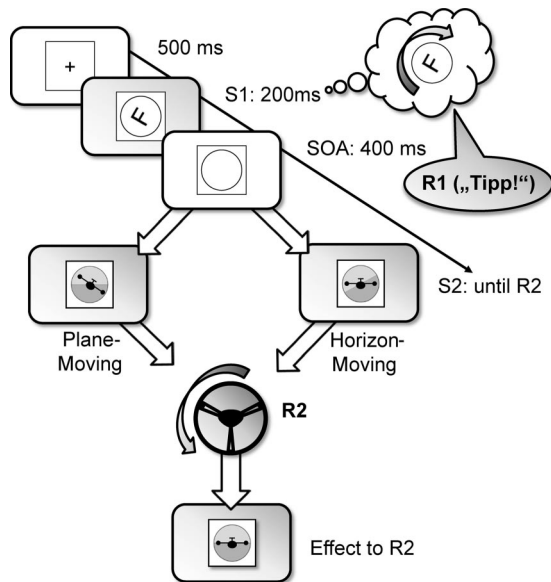 +
500 ms
F
S1: 200ms
F
SOA: 400 ms
R1 („Tipp!“)
S2: until R2
Plane-
Moving
Horizon-
Moving
R2
Effect to R2